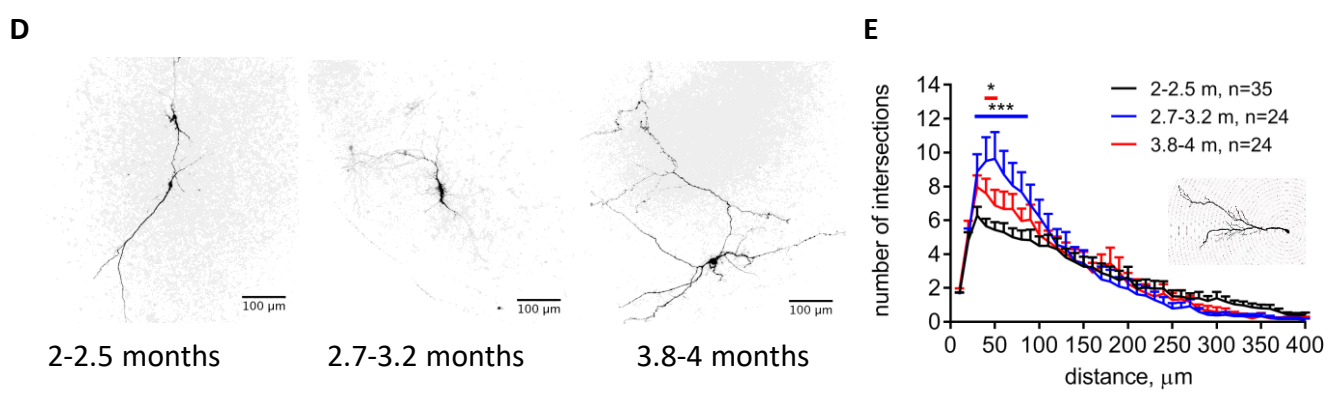 D
100 μm
100 μm
100 μm
2-2.5 months
2.7-3.2 months
3.8-4 months
E
number of intersections
14
12
10
8
6
4
2
0
*
***
2-2.5 m, n=35
2.7-3.2 m, n=24
3.8-4 m, n=24
0 50 100 150 200 250 300 350 400
distance, μm